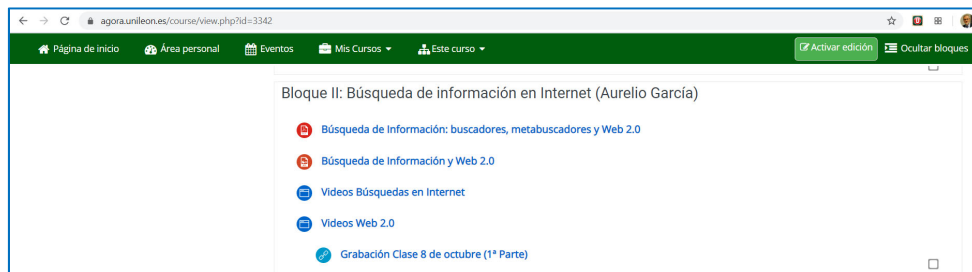 agora.unileon.es/course/view.php?id=3342
Página de inicio Área personal Eventos Mis Cursos Este curso Activar edición Ocultar bloques
Bloque II: Búsqueda de información en Internet (Aurelio García)
Búsqueda de Información: buscadores, metabuscadores y Web 2.0
Búsqueda de Información y Web 2.0
Videos Búsquedas en Internet
Videos Web 2.0
Grabación Clase 8 de octubre (1ª Parte)